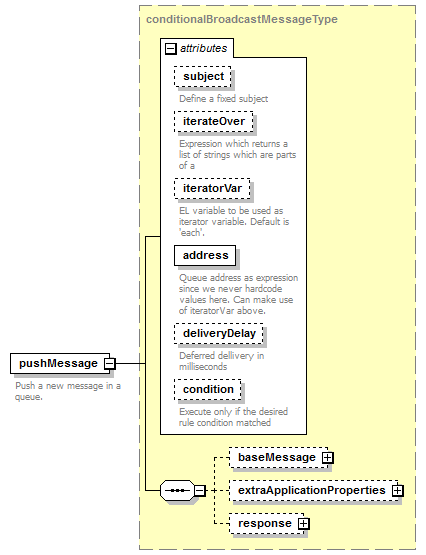 conditionalBroadcastMessageType
attributes
subject
Define a fixed subject
iterateOver
Expression which returns a
list of strings which are parts
of a
iteratorVar
EL variable to be used as
iterator variable. Default is
'each'.
address
Queue address as expression
since we never hardcode
values here. Can make use
of iteratorVar above.
deliveryDelay
Deferred dellivery in
milliseconds
condition
Execute only if the desired
rule condition matched
pushMessage
Push a new message in a
queue.
baseMessage
extraApplicationProperties
response